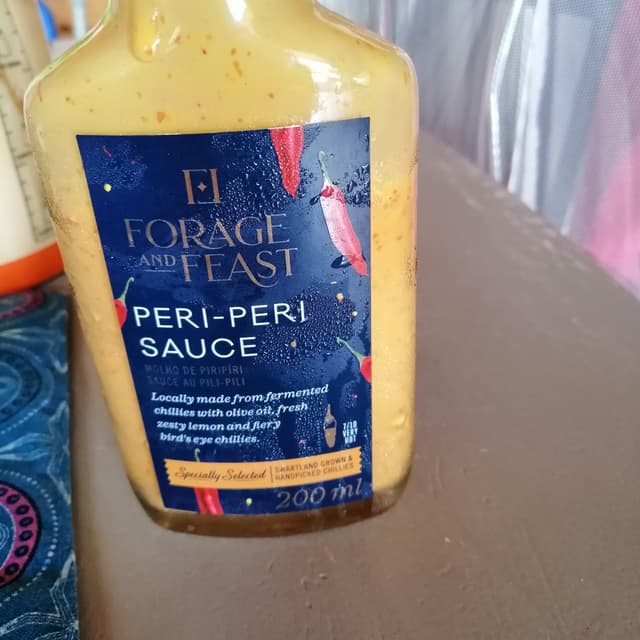 FORAGE
AND FEAST
PERI-PERI
SAUCE
MOLHO DE PIRIPÍRI
SAUCE AU PILI-PILI
Locally made from fermented
chillies with olive oil, fresh
zesty lemon and fiery
bird's eye chillies
7/10
VERY
HOT
Specially Selected
SWARTLAND GROWN &
HANDPICKED CHILLIES
200 ml